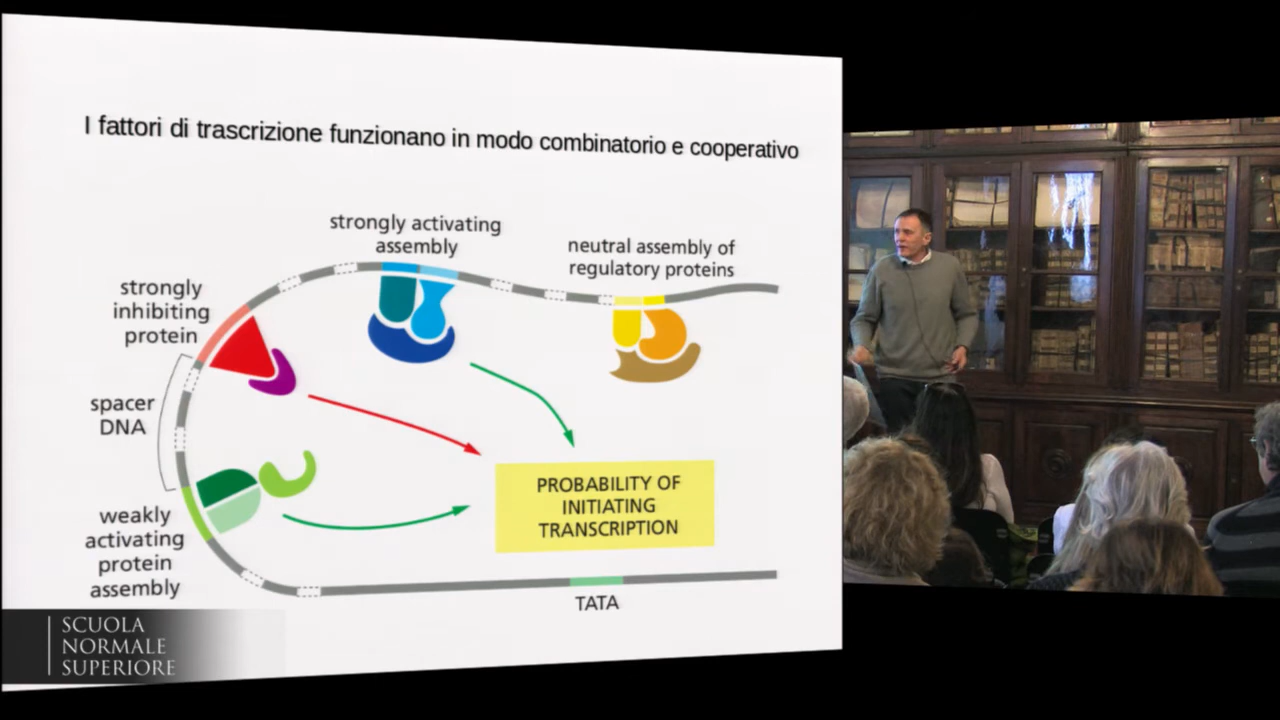 I fattori di trascrizione funzionano in modo combinatorio e cooperativo
strongly activating
assembly
neutral assembly of
regulatory proteins
strongly
inhibiting
protein
spacer
DNA
weakly
activating
protein
assembly
PROBABILITY OF
INITIATING
TRANSCRIPTION
TATA
SCUOLA
NORMALE
SUPERIORE